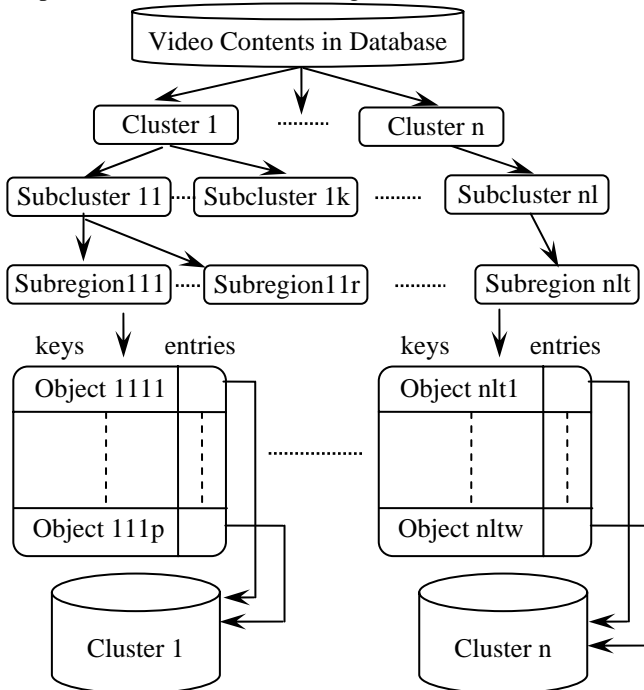 Video Contents in Database
Cluster 1 Cluster n
Subcluster 11 Subcluster 1k Subcluster nl
Subregion111 Subregion11r Subregion nlt
keys entries keys entries
Object 1111 Object nlt1
Object 111p Object nltw
Cluster 1 Cluster n